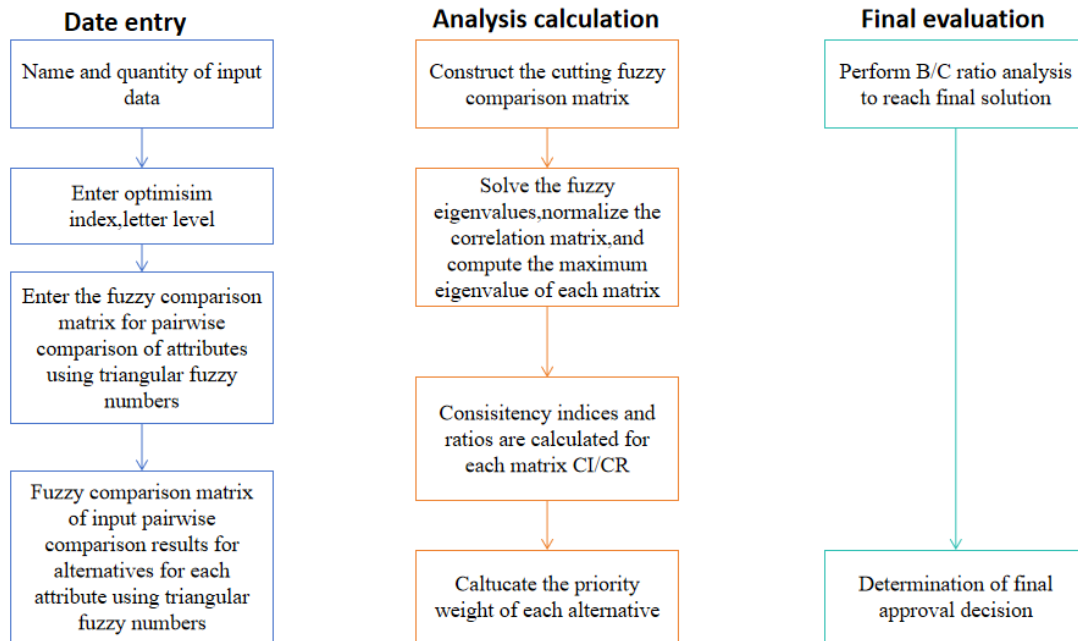 Date entry
Name and quantity of input
data
Enter optimisim
index,letter level
Enter the fuzzy comparison
matrix for pairwise
comparison of attributes
using triangular fuzzy
numbers
Fuzzy comparison matrix
of input pairwise
comparison results for
alternatives for each
attribute using triangular
fuzzy numbers
Analysis calculation
Construct the cutting fuzzy
comparison matrix
Solve the fuzzy
eigenvalues,normalize the
correlation matrix,and
compute the maximum
eigenvalue of each matrix
Consisitency indices and
ratios are calculated for
each matrix CI/CR
Caltucate the priority
weight of each alternative
Final evaluation
Perform B/C ratio analysis
to reach final solution
Determination of final
approval decision